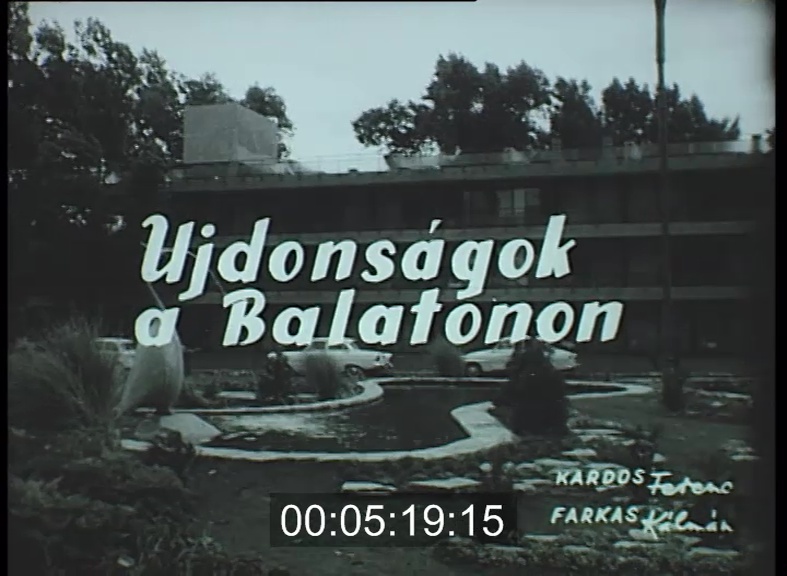 Ujdonságok
a Balatonon
KARDOS Ferenc
FARKAS Kálmán
00:05:19:15